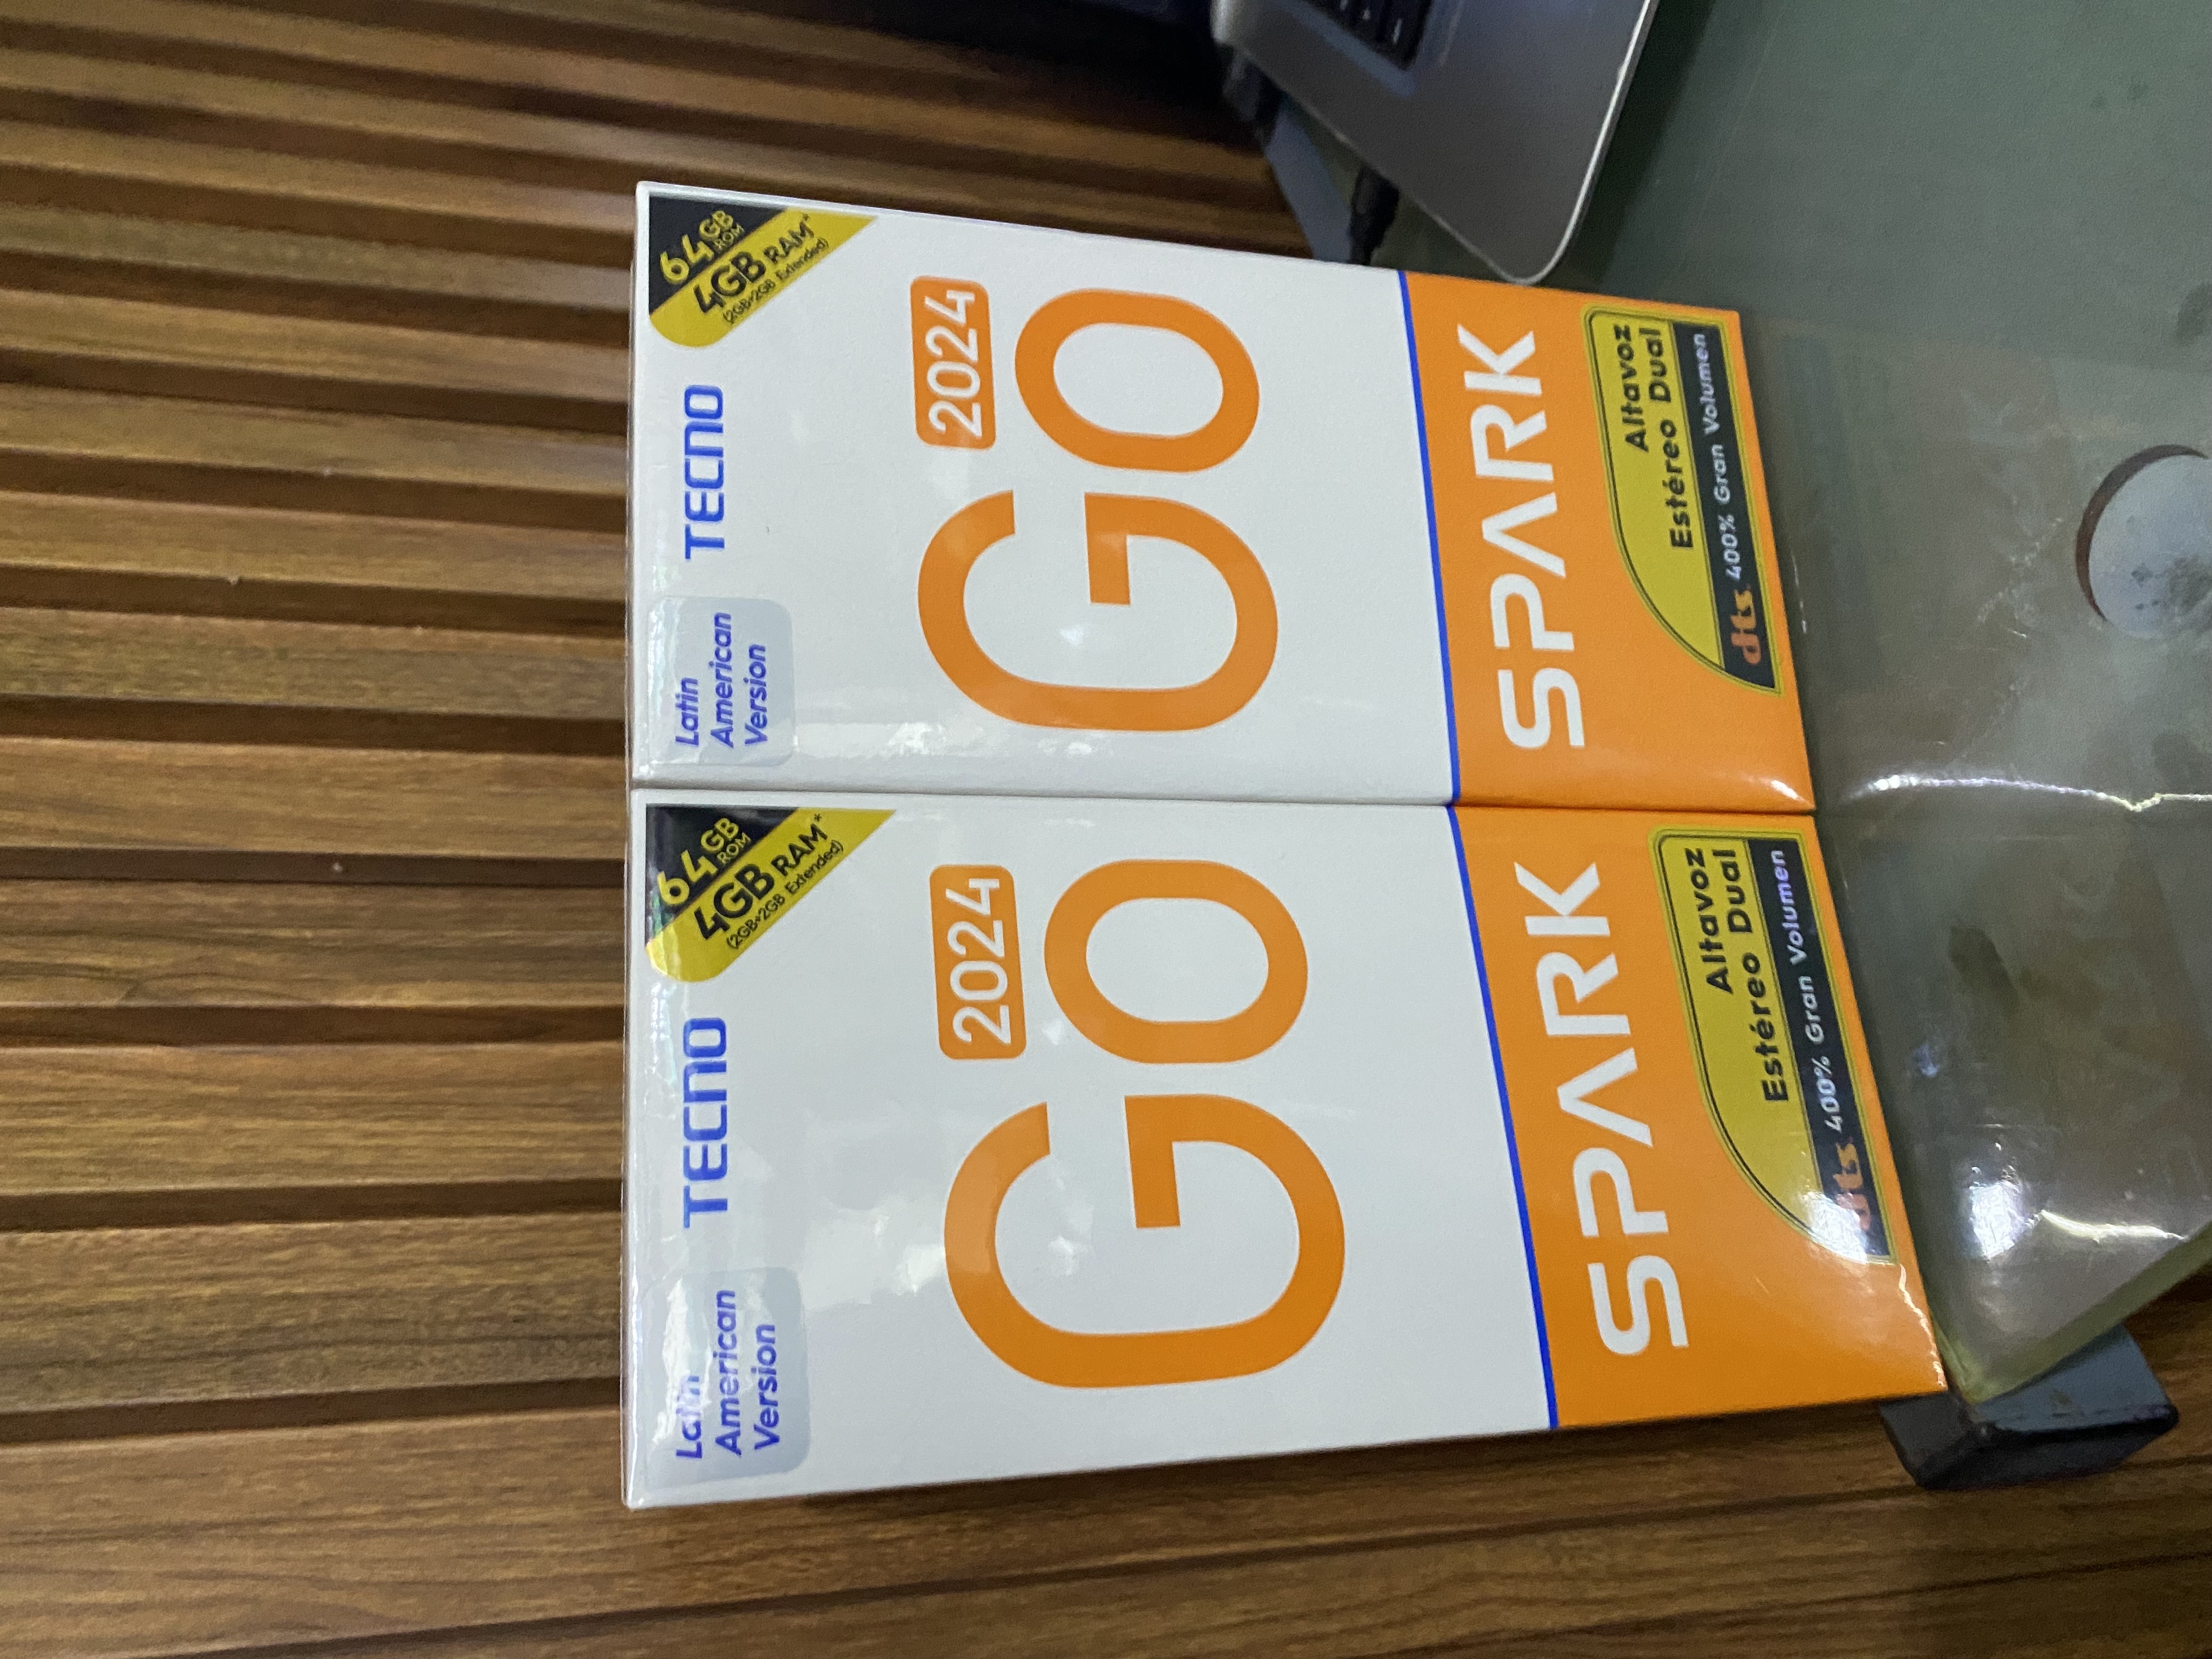 Latin
American
Version
TECNO
64GB
ROM
4GB RAM*
(2GB+2GB Extended)
2024
GO
SPARK
Altavoz
Estéreo Dual
dts 400% Gran Volumen
Latin
American
Version
TECNO
64GB
ROM
4GB RAM*
(2GB+2GB Extended)
2024
GO
SPARK
Altavoz
Estéreo Dual
dts 400% Gran Volumen